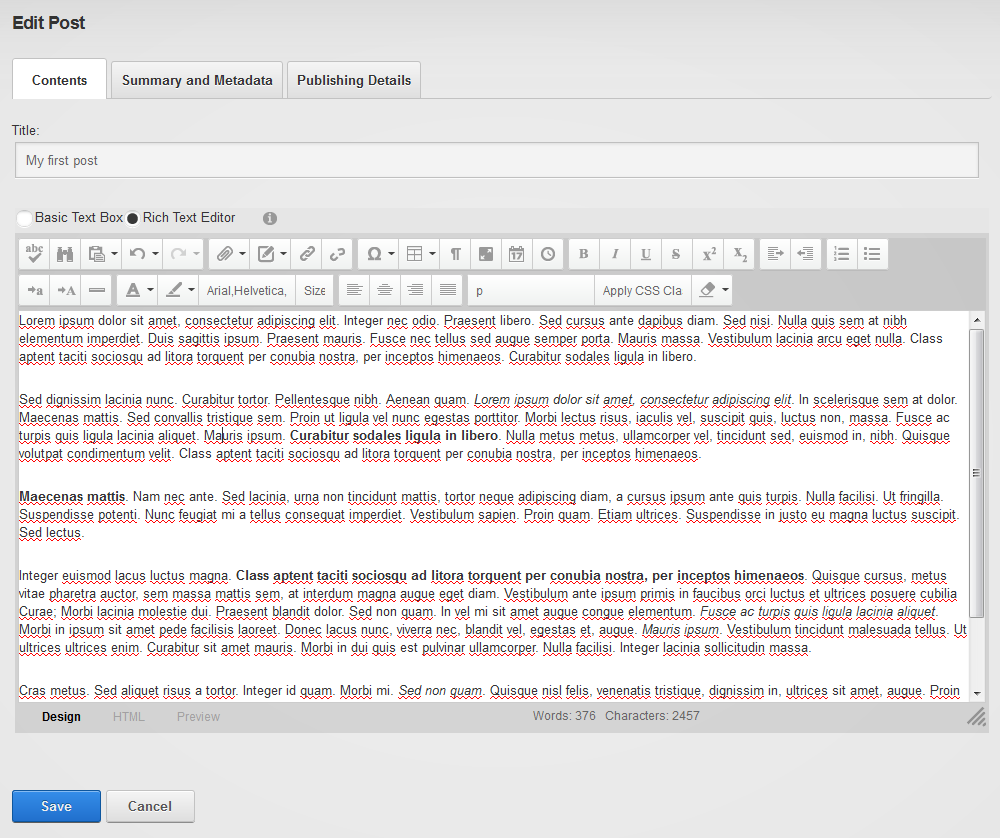 Edit Post
Contents Summary and Metadata Publishing Details
Title:
My first post
Basic Text Box Rich Text Editor
abc Ω 17 ¶ B I U S x² X₂
a A A Arial,Helvetica, Size p Apply CSS Cla
Lorem ipsum dolor sit amet, consectetur adipiscing elit. Integer nec odio. Praesent libero. Sed cursus ante dapibus diam. Sed nisi. Nulla quis sem at nibh
elementum imperdiet. Duis sagittis ipsum. Praesent mauris. Fusce nec tellus sed augue semper porta. Mauris massa. Vestibulum lacinia arcu eget nulla. Class
aptent taciti sociosqu ad litora torquent per conubia nostra, per inceptos himenaeos. Curabitur sodales ligula in libero.
Sed dignissim lacinia nunc. Curabitur tortor. Pellentesque nibh. Aenean quam. Lorem ipsum dolor sit amet, consectetur adipiscing elit. In scelerisque sem at dolor.
Maecenas mattis. Sed convallis tristique sem. Proin ut ligula vel nunc egestas porttitor. Morbi lectus risus, iaculis vel, suscipit quis, luctus non, massa. Fusce ac
turpis quis ligula lacinia aliquet. Mauris ipsum. Curabitur sodales ligula in libero. Nulla metus metus, ullamcorper vel, tincidunt sed, euismod in, nibh. Quisque
volutpat condimentum velit. Class aptent taciti sociosqu ad litora torquent per conubia nostra, per inceptos himenaeos.
Maecenas mattis. Nam nec ante. Sed lacinia, urna non tincidunt mattis, tortor neque adipiscing diam, a cursus ipsum ante quis turpis. Nulla facilisi. Ut fringilla.
Suspendisse potenti. Nunc feugiat mi a tellus consequat imperdiet. Vestibulum sapien. Proin quam. Etiam ultrices. Suspendisse in justo eu magna luctus suscipit.
Sed lectus.
Integer euismod lacus luctus magna. Class aptent taciti sociosqu ad litora torquent per conubia nostra, per inceptos himenaeos. Quisque cursus, metus
vitae pharetra auctor, sem massa mattis sem, at interdum magna augue eget diam. Vestibulum ante ipsum primis in faucibus orci luctus et ultrices posuere cubilia
Curae; Morbi lacinia molestie dui. Praesent blandit dolor. Sed non quam. In vel mi sit amet augue congue elementum. Fusce ac turpis quis ligula lacinia aliquet.
Morbi in ipsum sit amet pede facilisis laoreet. Donec lacus nunc, viverra nec, blandit vel, egestas et, augue. Mauris ipsum. Vestibulum tincidunt malesuada tellus. Ut
ultrices ultrices enim. Curabitur sit amet mauris. Morbi in dui quis est pulvinar ullamcorper. Nulla facilisi. Integer lacinia sollicitudin massa.
Cras metus. Sed aliquet risus a tortor. Integer id quam. Morbi mi. Sed non quam. Quisque nisl felis, venenatis tristique, dignissim in, ultrices sit amet, augue. Proin
Design HTML Preview Words: 376 Characters: 2457
Save Cancel